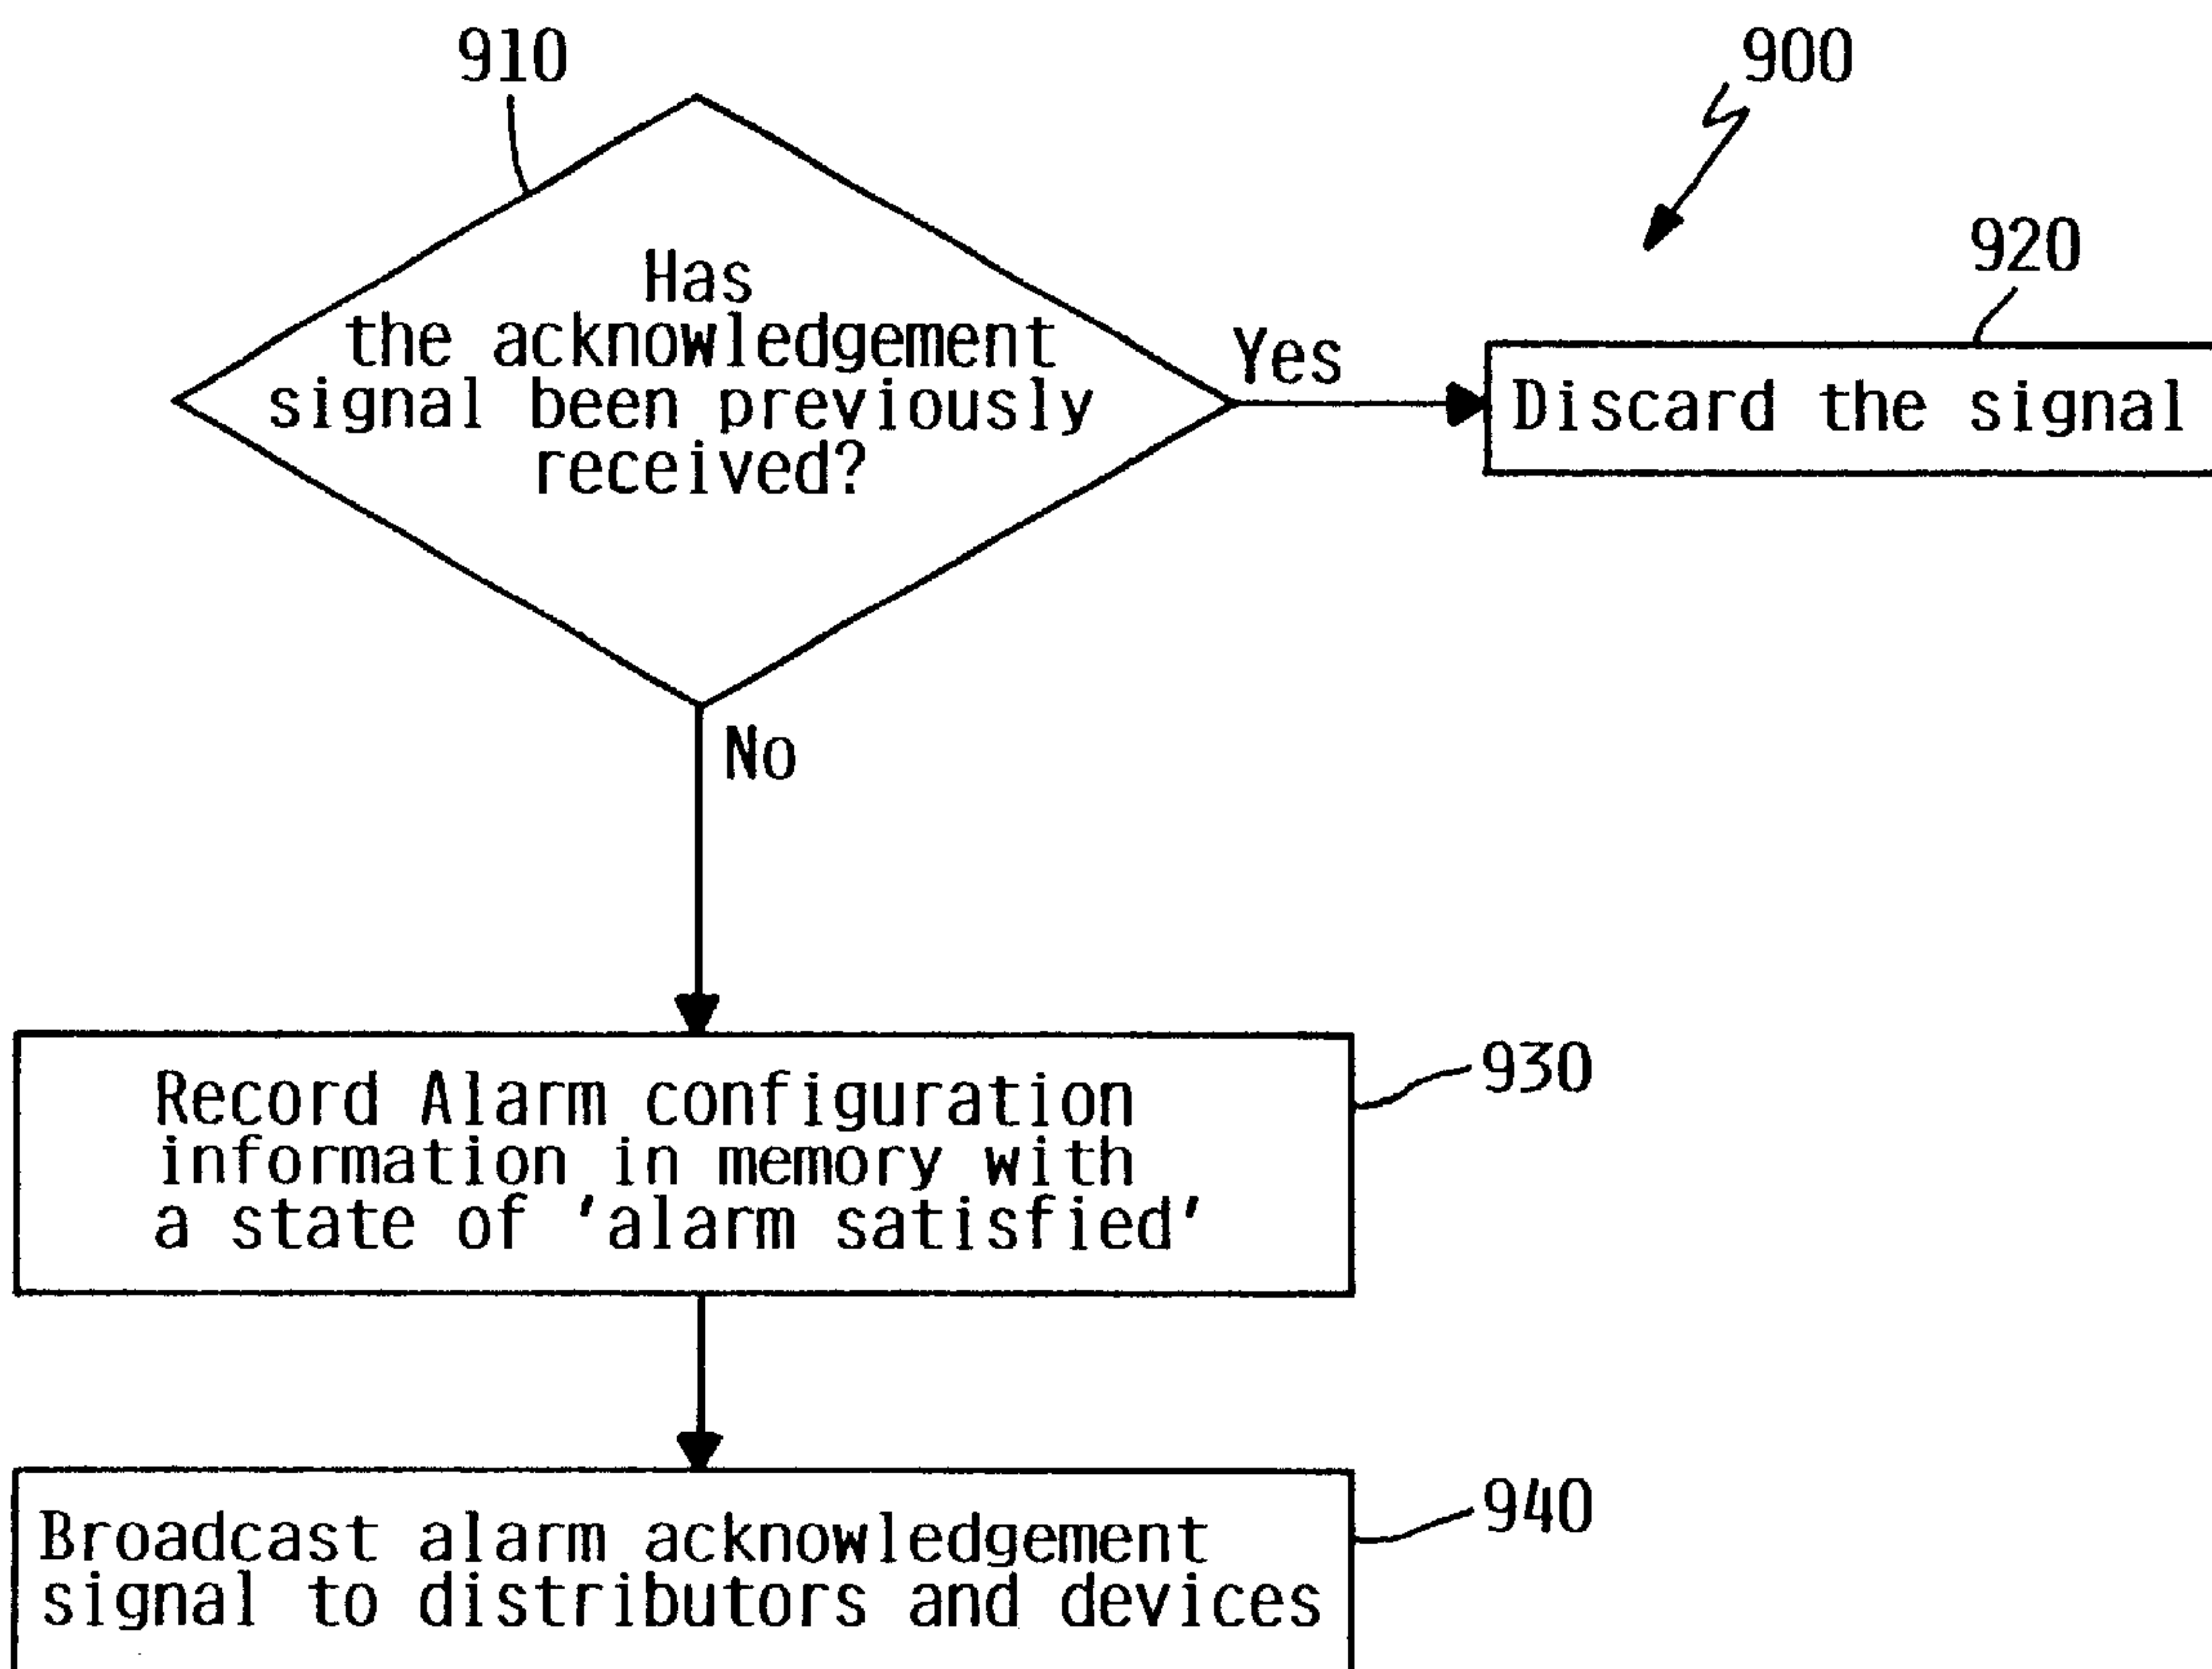 910
900
Has
the acknowledgement
signal been previously
received?
Yes
920
Discard the signal
No
Record Alarm configuration
information in memory with
a state of 'alarm satisfied'
930
Broadcast alarm acknowledgement
signal to distributors and devices
940